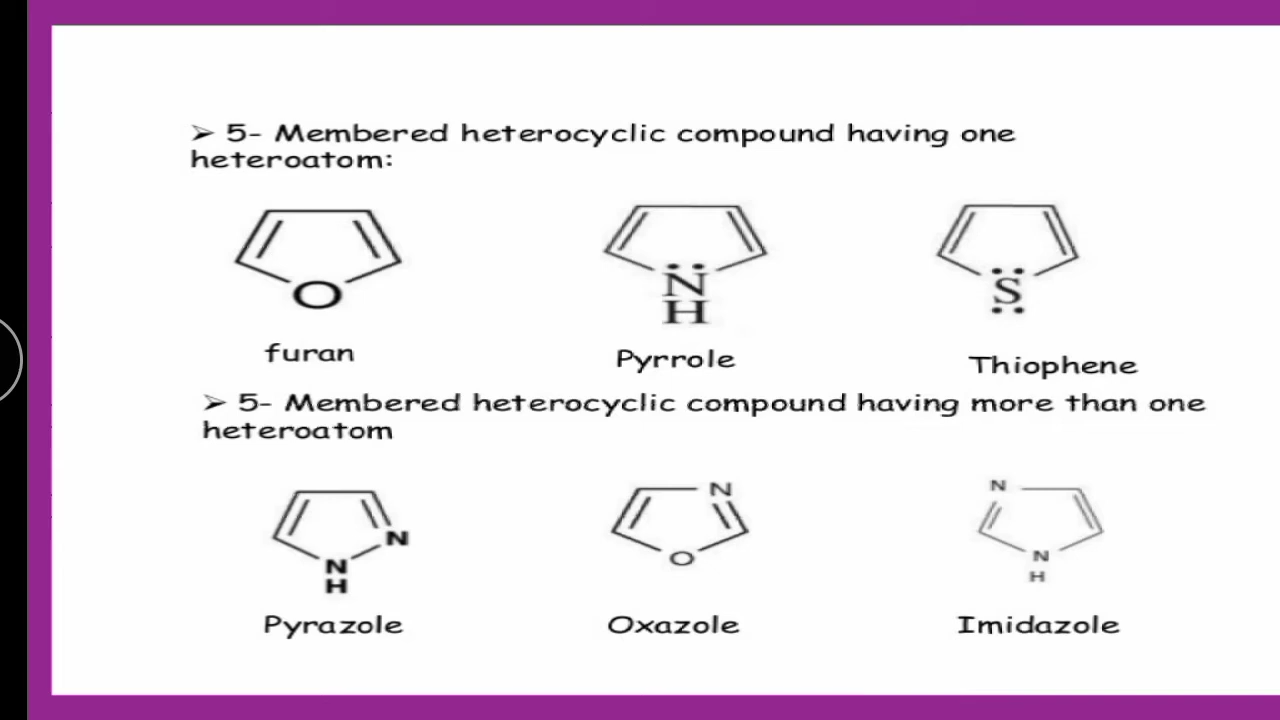 ➢ 5- Membered heterocyclic compound having one
heteroatom:
O
N
H
S
furan
Pyrrole
Thiophene
➢ 5- Membered heterocyclic compound having more than one
heteroatom
N
N
H
N
O
N
N
H
Pyrazole
Oxazole
Imidazole